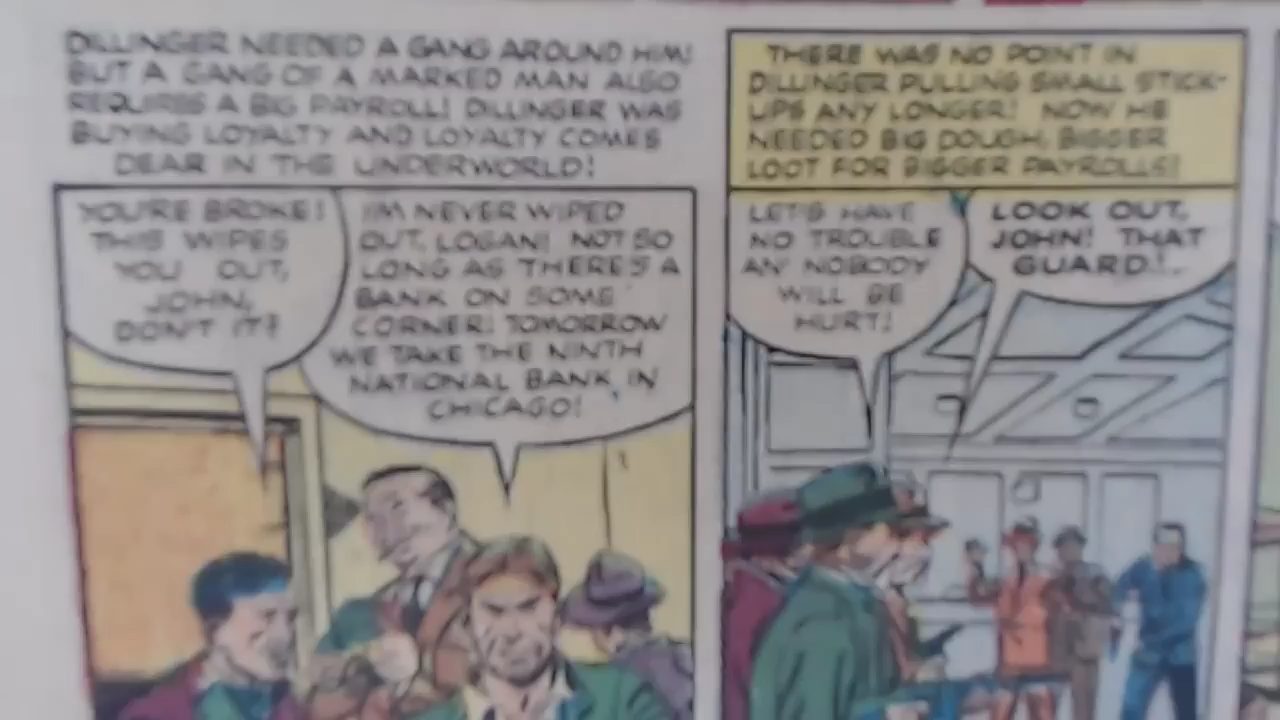 DILLINGER NEEDED A GANG AROUND HIM!
BUT A GANG OF A MARKED MAN ALSO
REQUIRES A BIG PAYROLL! DILLINGER WAS
BUYING LOYALTY AND LOYALTY COMES
DEAR IN THE UNDERWORLD!
YOU'RE BROKE!
THIS WIPES
YOU OUT,
JOHN,
DON'T IT?
I'M NEVER WIPED
OUT, LOGAN! NOT SO
LONG AS THERE'S A
BANK ON SOME
CORNER! TOMORROW
WE TAKE THE NINTH
NATIONAL BANK, IN
CHICAGO!
THERE WAS NO POINT IN
DILLINGER PULLING SMALL STICK-
UPS ANY LONGER! NOW HE
NEEDED BIG DOUGH, BIGGER
LOOT FOR BIGGER PAYROLLS!
LET'S HAVE
NO TROUBLE
AN' NOBODY
WILL BE
HURT!
LOOK OUT,
JOHN! THAT
GUARD!..